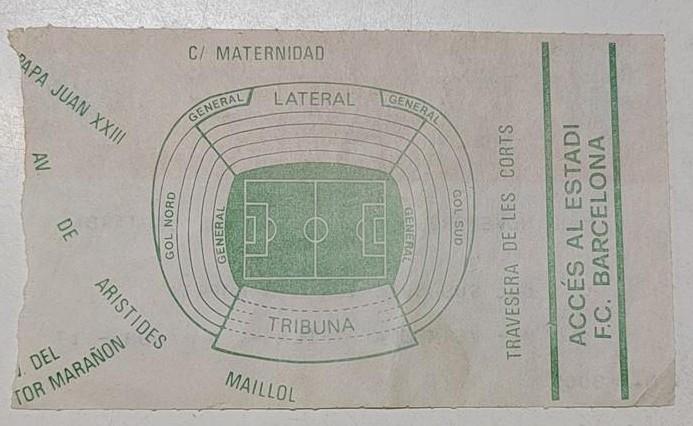 C/ MATERNIDAD
PAPA JUAN XXIII
GENERAL
LATERAL
GENERAL
AV DE ARISTIDES MAILLOL
GOL NORD
GENERAL
GENERAL
GOL SUD
TRIBUNA
. DEL
TOR MARAÑON
TRAVESERA DE LES CORTS
ACCÉS AL ESTADI
F.C. BARCELONA